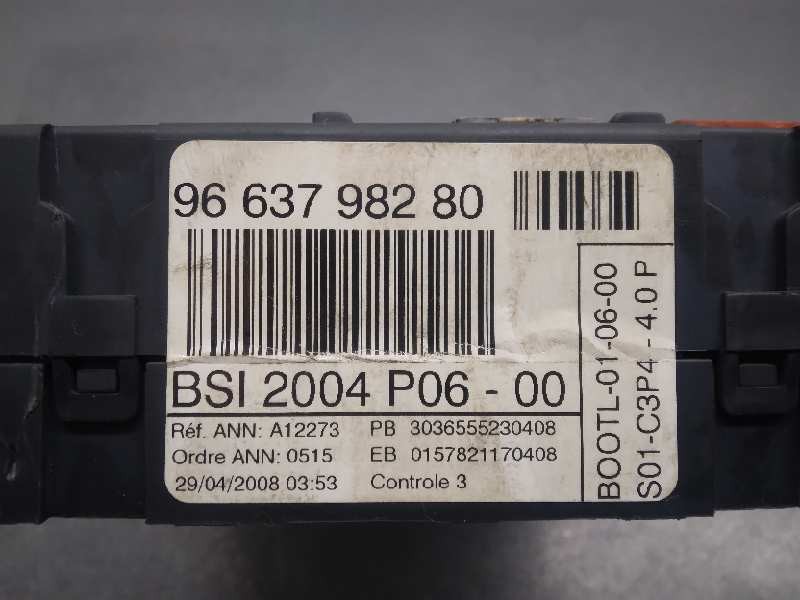 96 637 982 80
BSI 2004 P06 - 00
Réf. ANN: A12273 PB 3036555230408
Ordre ANN: 0515 EB 0157821170408
29/04/2008 03:53 Controle 3
BOOTL-01-06-00
S01-C3P4 - 4.0 P